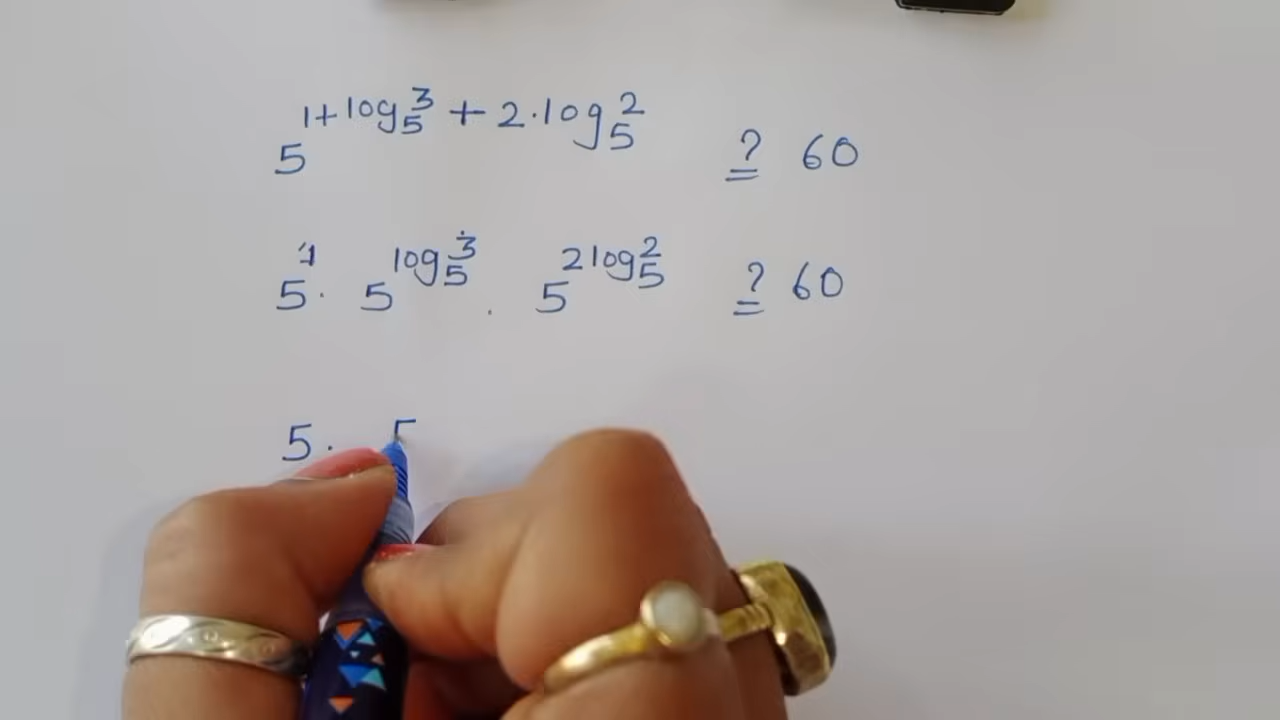 5^{1+log_5^3 + 2·log_5^2} ≟ 60
5^1 · 5^{log_5^3} · 5^{2log_5^2} ≟ 60
5 · 5